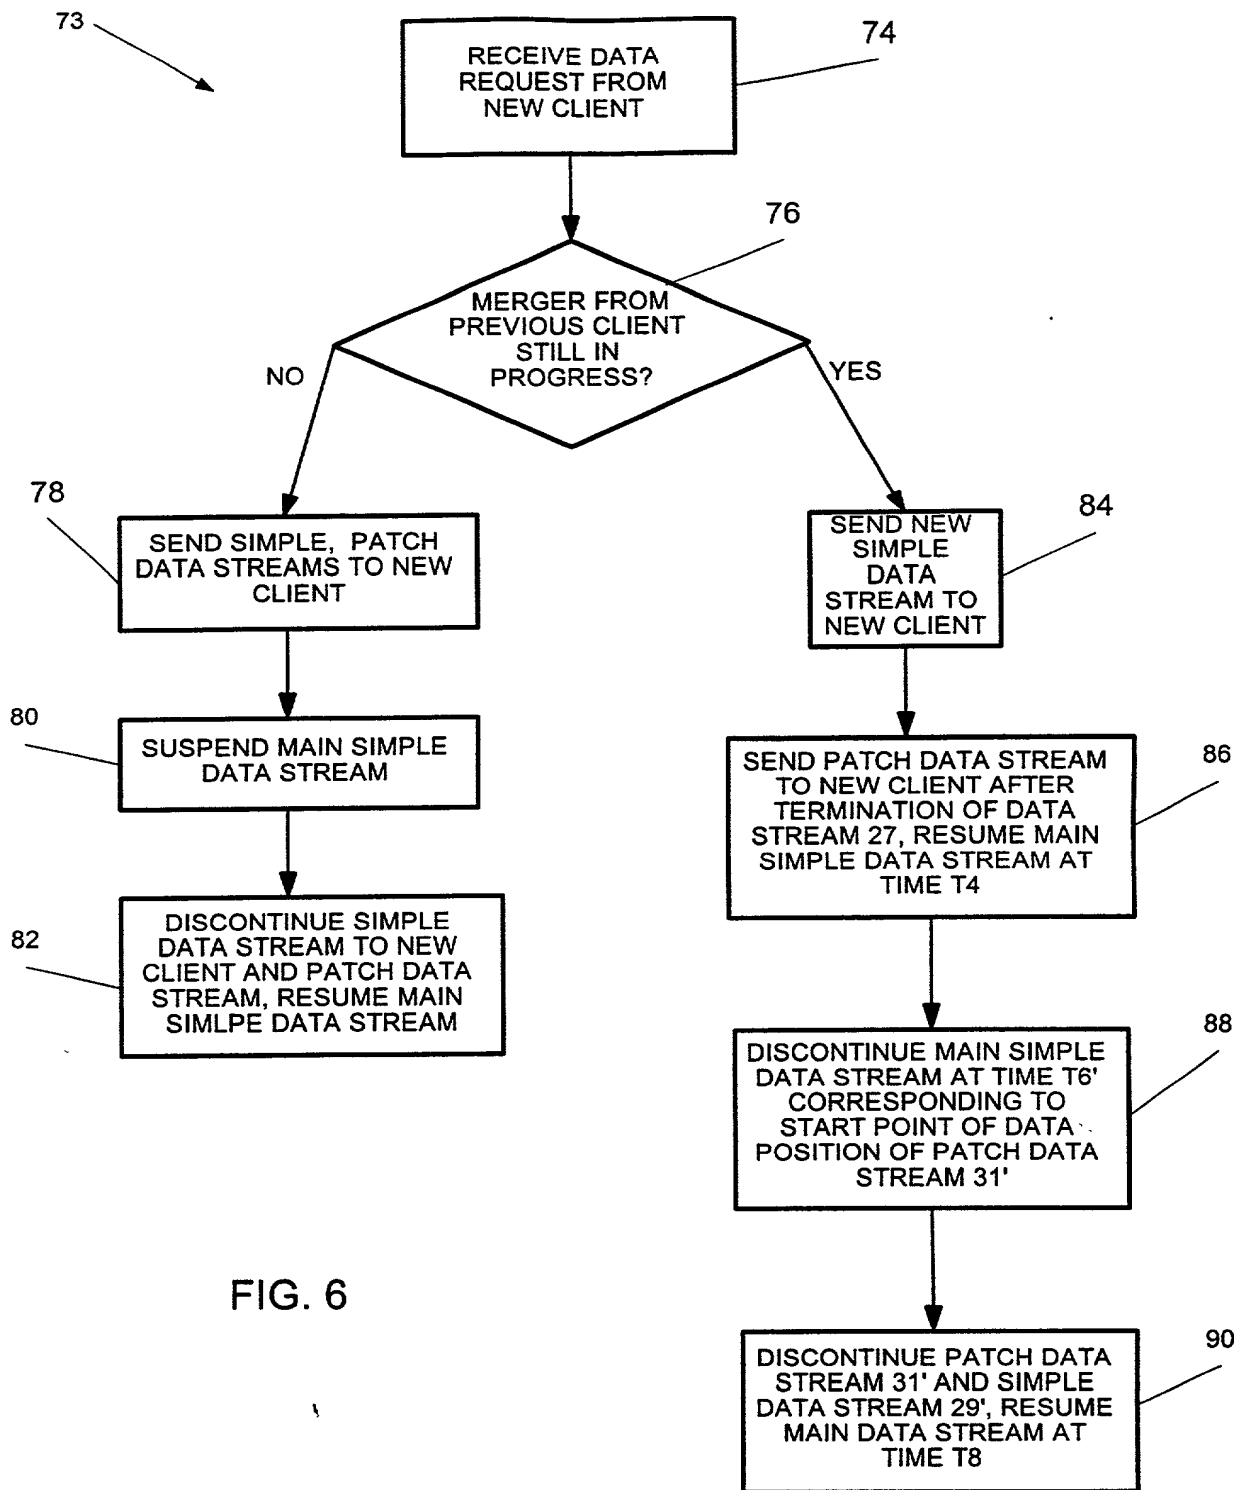 73
RECEIVE DATA
REQUEST FROM
NEW CLIENT
74
76
MERGER FROM
PREVIOUS CLIENT
STILL IN
PROGRESS?
NO
YES
78
SEND SIMPLE, PATCH
DATA STREAMS TO NEW
CLIENT
80
SUSPEND MAIN SIMPLE
DATA STREAM
82
DISCONTINUE SIMPLE
DATA STREAM TO NEW
CLIENT AND PATCH DATA
STREAM, RESUME MAIN
SIMLPE DATA STREAM
84
SEND NEW
SIMPLE
DATA
STREAM TO
NEW CLIENT
86
SEND PATCH DATA STREAM
TO NEW CLIENT AFTER
TERMINATION OF DATA
STREAM 27, RESUME MAIN
SIMPLE DATA STREAM AT
TIME T4
88
DISCONTINUE MAIN SIMPLE
DATA STREAM AT TIME T6'
CORRESPONDING TO
START POINT OF DATA
POSITION OF PATCH DATA
STREAM 31'
90
DISCONTINUE PATCH DATA
STREAM 31' AND SIMPLE
DATA STREAM 29', RESUME
MAIN DATA STREAM AT
TIME T8
FIG. 6